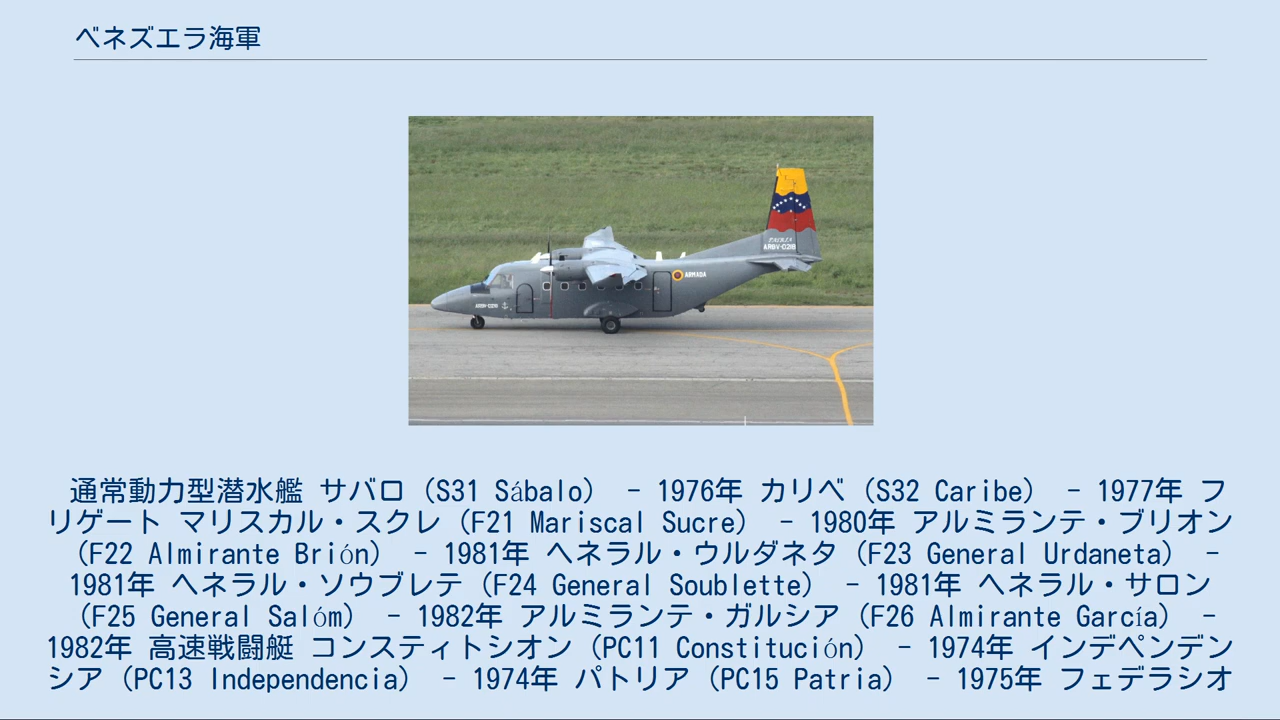 ベネズエラ海軍
ARBV-0218
ARMADA
通常動力型潜水艦 サバロ（S31 Sábalo） - 1976年 カリベ（S32 Caribe） - 1977年 フ
リゲート マリスカル・スクレ（F21 Mariscal Sucre） - 1980年 アルミランテ・ブリオン
（F22 Almirante Brión） - 1981年 ヘネラル・ウルダネタ（F23 General Urdaneta） -
1981年 ヘネラル・ソウブレテ（F24 General Soublette） - 1981年 ヘネラル・サロン
（F25 General Salóm） - 1982年 アルミランテ・ガルシア（F26 Almirante García） -
1982年 高速戦闘艇 コンスティトシオン（PC11 Constitución） - 1974年 インデペンデン
シア（PC13 Independencia） - 1974年 パトリア（PC15 Patria） - 1975年 フェデラシオ